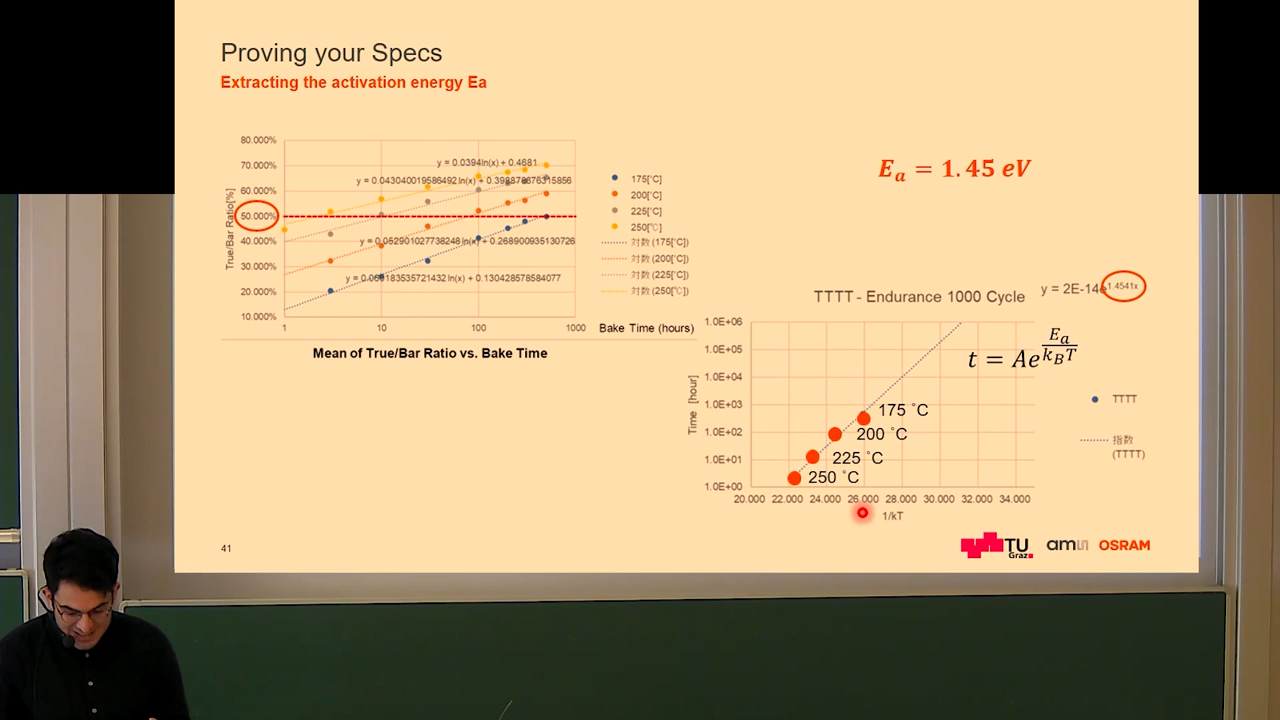 Proving your Specs
Extracting the activation energy Ea
True/Bar Ratio[%]
80.000%
70.000%
60.000%
50.000%
40.000%
30.000%
20.000%
10.000%
y = 0.0394ln(x) + 0.4681
1
10
100
1000
Bake Time (hours)
175[℃]
200[℃]
225[℃]
250[℃]
対数 (175[℃])
対数 (200[℃])
対数 (225[℃])
対数 (250[℃])
Mean of True/Bar Ratio vs. Bake Time
E_a = 1.45 eV
TTTT - Endurance 1000 Cycle
y = 2E-14e^1.4541x
t = Ae^(E_a/k_BT)
Time [hour]
1.0E+06
1.0E+05
1.0E+04
1.0E+03
1.0E+02
1.0E+01
1.0E+00
175 ˚C
200 ˚C
225 ˚C
250 ˚C
20.000 22.000 24.000 26.000 28.000 30.000 32.000 34.000
1/kT
TTTT
指数
(TTTT)
41
TU
Graz
am OSRAM